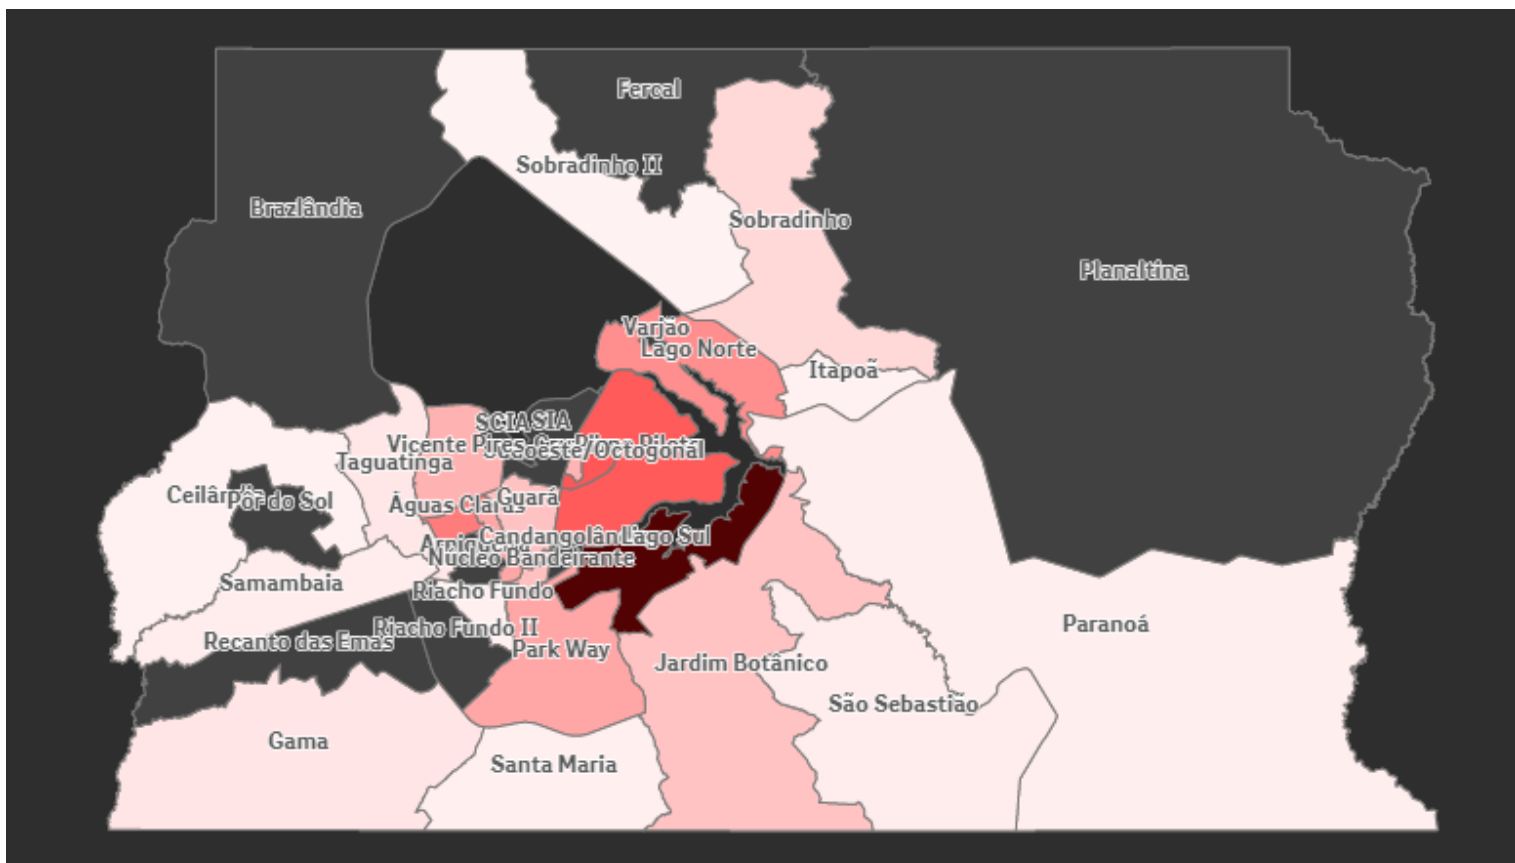 Fercal
Sobradinho II
Brazlândia
Sobradinho
Planaltina
Varjão
Lago Norte
Itapoã
SCIA
SIA
Vicente Pires
Taguatinga
Ceilândia
Pôr do Sol
Águas Claras
Guará
Lago Sul
Núcleo Bandeirante
Samambaia
Riacho Fundo
Paranoá
Riacho Fundo II
Recanto das Emas
Park Way
Jardim Botânico
São Sebastião
Gama
Santa Maria